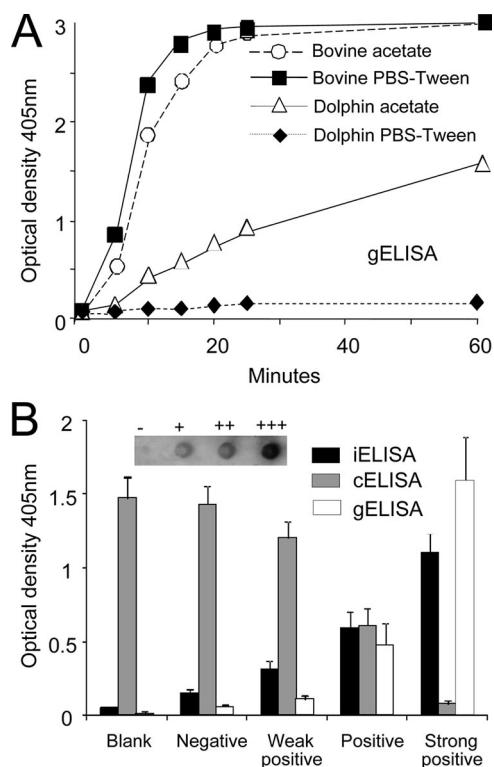 A
3
2
1
0
Optical density 405nm
Bovine acetate
Bovine PBS-Tween
Dolphin acetate
Dolphin PBS-Tween
gELISA
0 20 40 60
Minutes
B
2
1.5
1
0.5
0
Optical density 405nm
- + ++ +++
iELISA
cELISA
gELISA
Blank Negative Weak positive Positive Strong positive